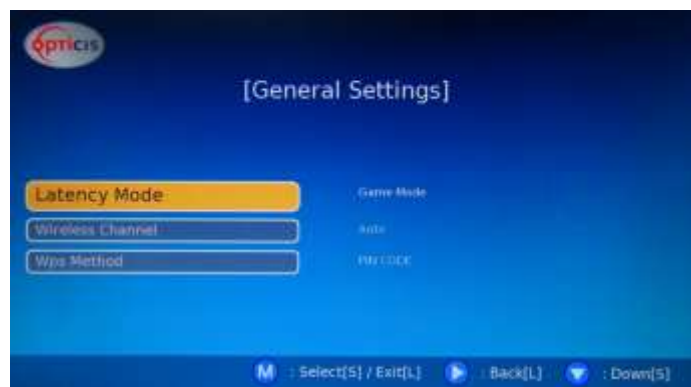 Opticis
[General Settings]
Latency Mode Game Mode
Wireless Channel Auto
Wps Method PIN CODE
M : Select[S] / Exit[L] : Back[L] : Down[S]